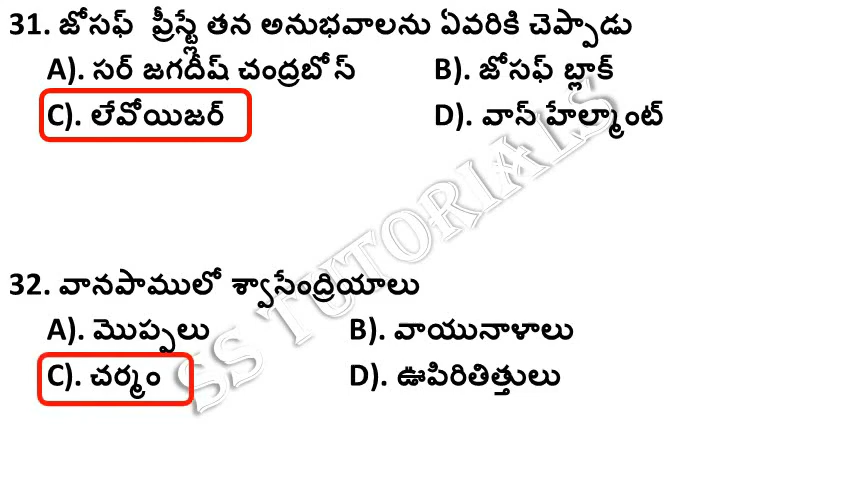 31. జోసఫ్ ప్రీస్ట్లే తన అనుభవాలను ఏవరికి చెప్పాడు
A). సర్ జగదీష్ చంద్రబోస్ B). జోసఫ్ బ్లాక్
C). లేవోయిజర్ D). వాస్ హేల్మాంట్
SS TUTORIALS
32. వానపాములో శ్వాసేంద్రియాలు
A). మొప్పలు B). వాయునాళాలు
C). చర్మం D). ఊపిరితిత్తులు